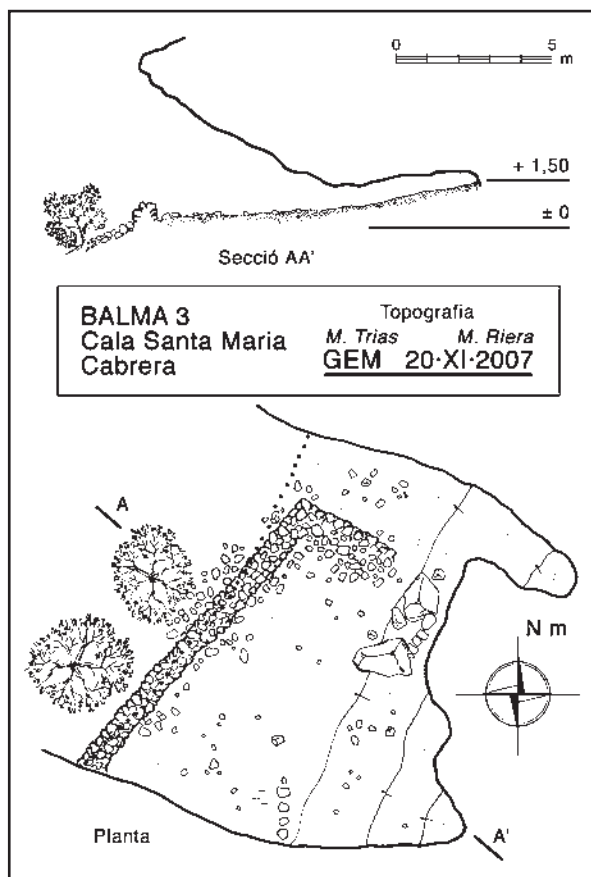 0 5
m
+ 1,50
± 0
Secció AA'
BALMA 3
Cala Santa Maria
Cabrera
Topografia
M. Trias M. Riera
GEM 20·XI·2007
A
N m
Planta
A'